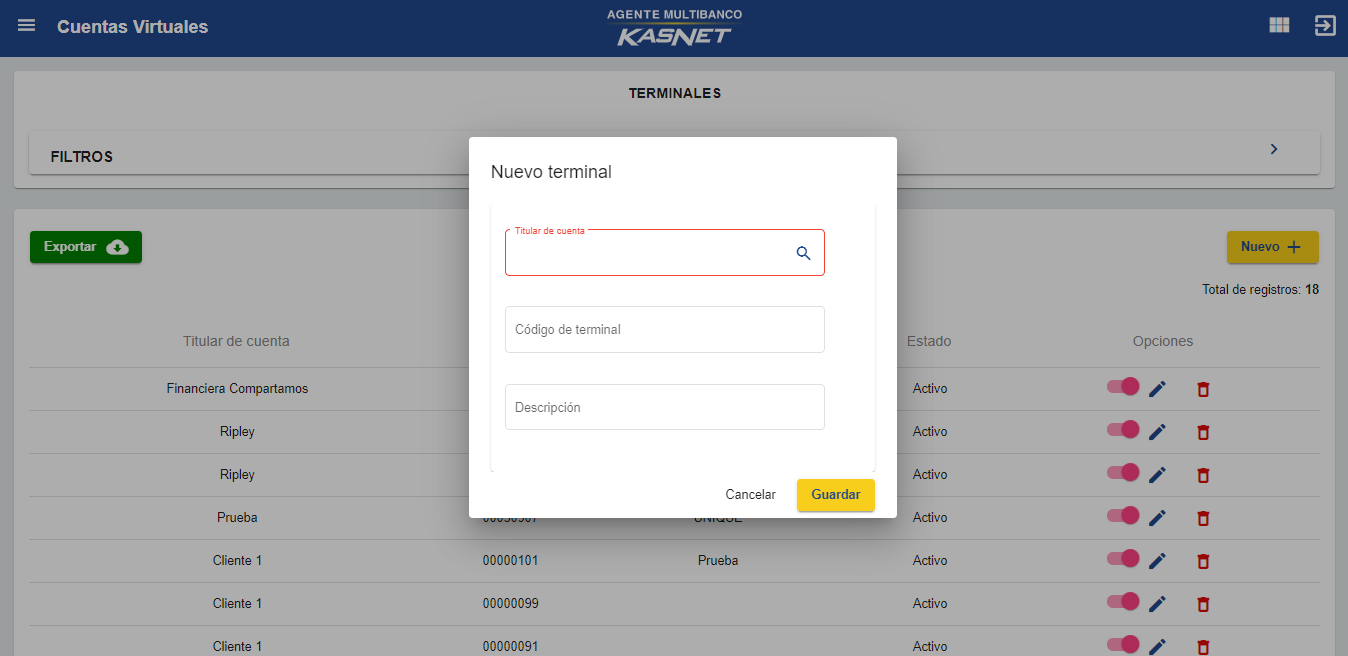 Cuentas Virtuales
AGENTE MULTIBANCO
KASNET
TERMINALES
FILTROS
Exportar
Nuevo
Total de registros: 18
Titular de cuenta Estado Opciones
Financiera Compartamos Activo
Ripley Activo
Ripley Activo
Prueba 00050907 UNIQUE Activo
Cliente 1 00000101 Prueba Activo
Cliente 1 00000099 Activo
Cliente 1 00000091 Activo
Nuevo terminal
Titular de cuenta
Código de terminal
Descripción
Cancelar Guardar